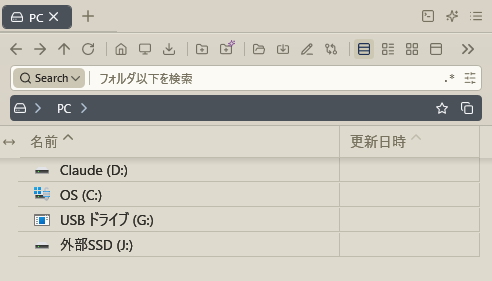 PC
Search フォルダ以下を検索 .*
PC
名前 更新日時
Claude (D:)
OS (C:)
USB ドライブ (G:)
外部SSD (J:)